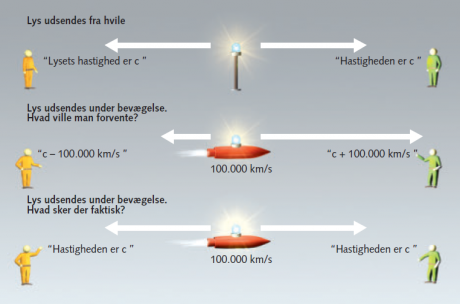 Lys udsendes fra hvile
"Lysets hastighed er c "
"Hastigheden er c "
Lys udsendes under bevægelse.
Hvad ville man forvente?
"c – 100.000 km/s "
"c + 100.000 km/s "
100.000 km/s
Lys udsendes under bevægelse.
Hvad sker der faktisk?
"Hastigheden er c "
"Hastigheden er c "
100.000 km/s